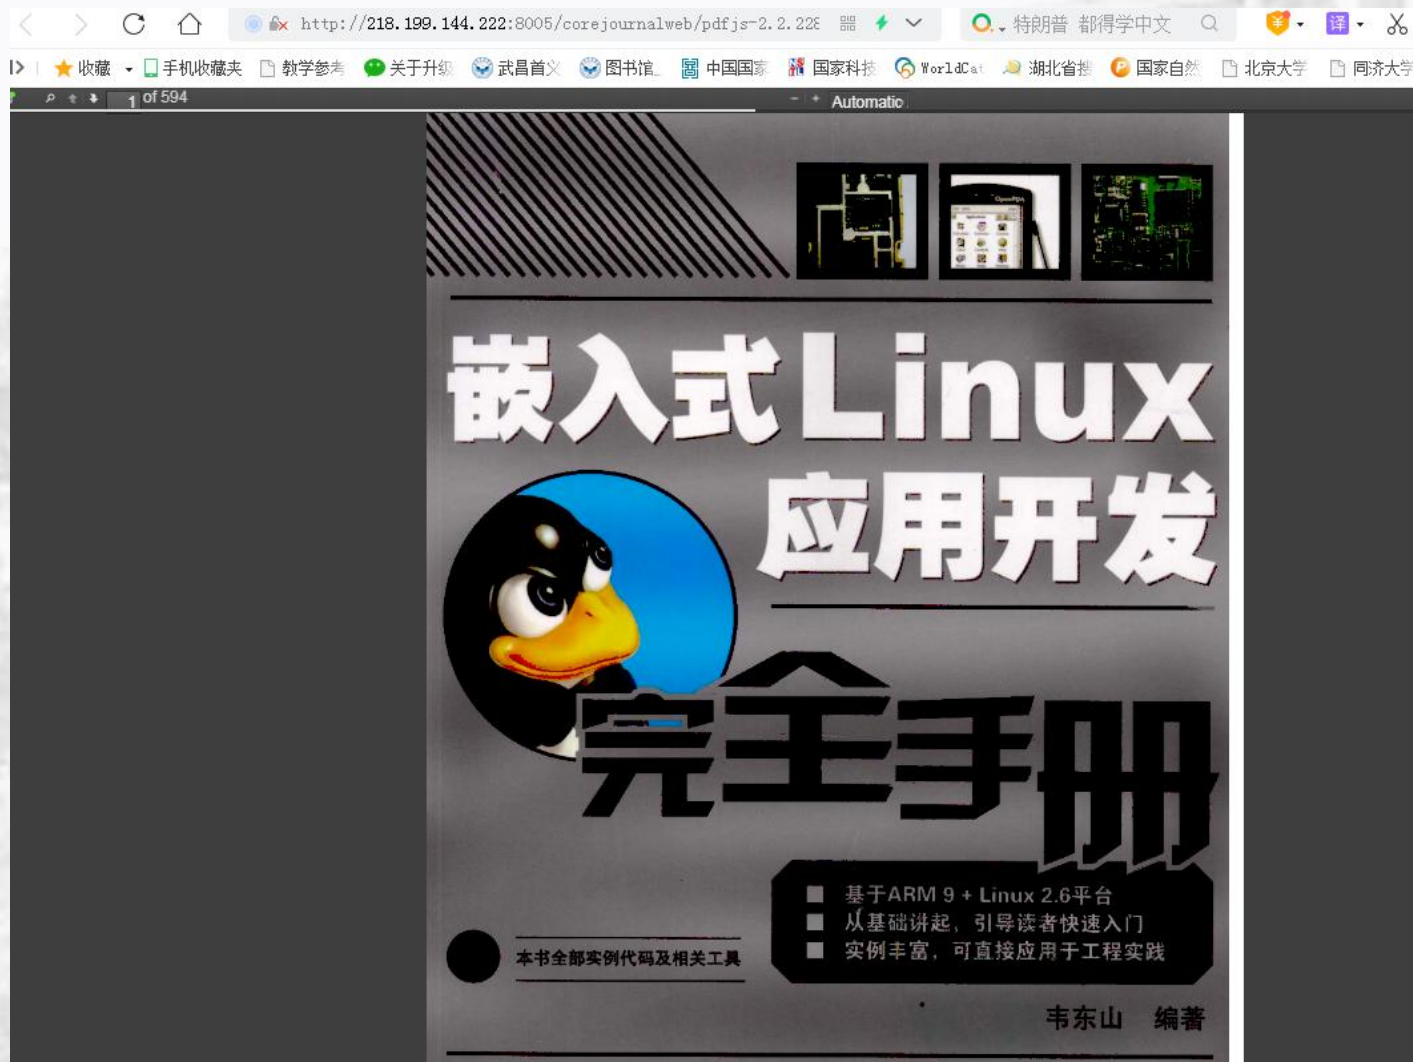 http://218.199.144.222:8005/corejournalweb/pdfjs-2.2.228
特朗普 都得学中文
译
收藏 手机收藏夹 教学参考 关于升级 武昌首义 图书馆_ 中国国家 国家科技 WorldCat 湖北省搜 国家自然 北京大学 同济大学
1 of 594
Automatic
嵌入式Linux
应用开发
完全手册
基于ARM 9 + Linux 2.6平台
从基础讲起，引导读者快速入门
实例丰富，可直接应用于工程实践
本书全部实例代码及相关工具
韦东山 编著